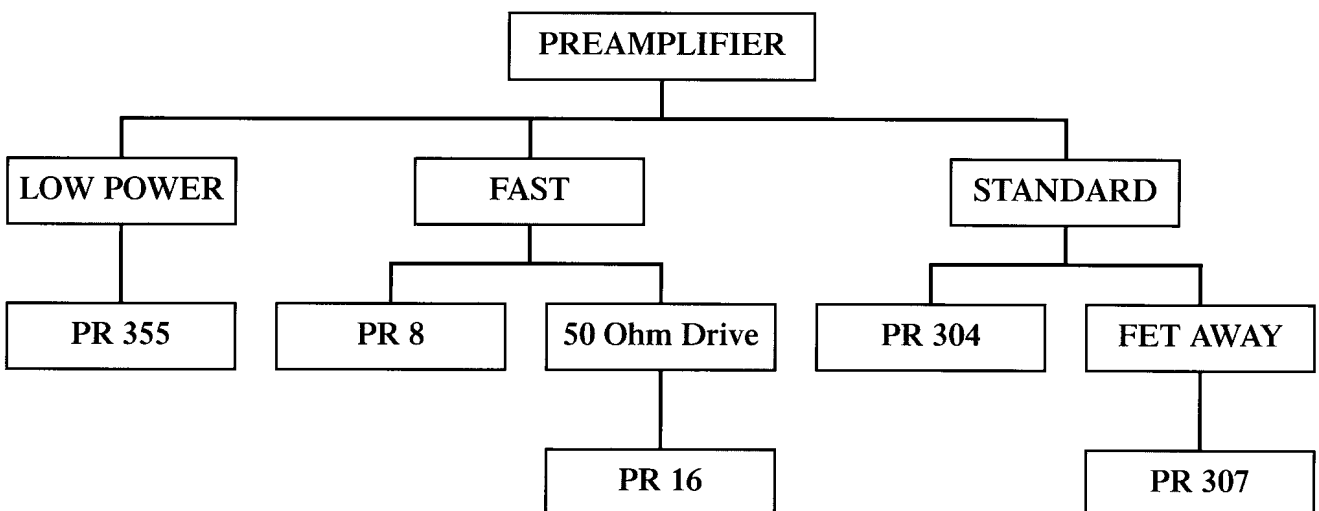 PREAMPLIFIER
LOW POWER
FAST
STANDARD
PR 355
PR 8
50 Ohm Drive
PR 304
FET AWAY
PR 16
PR 307